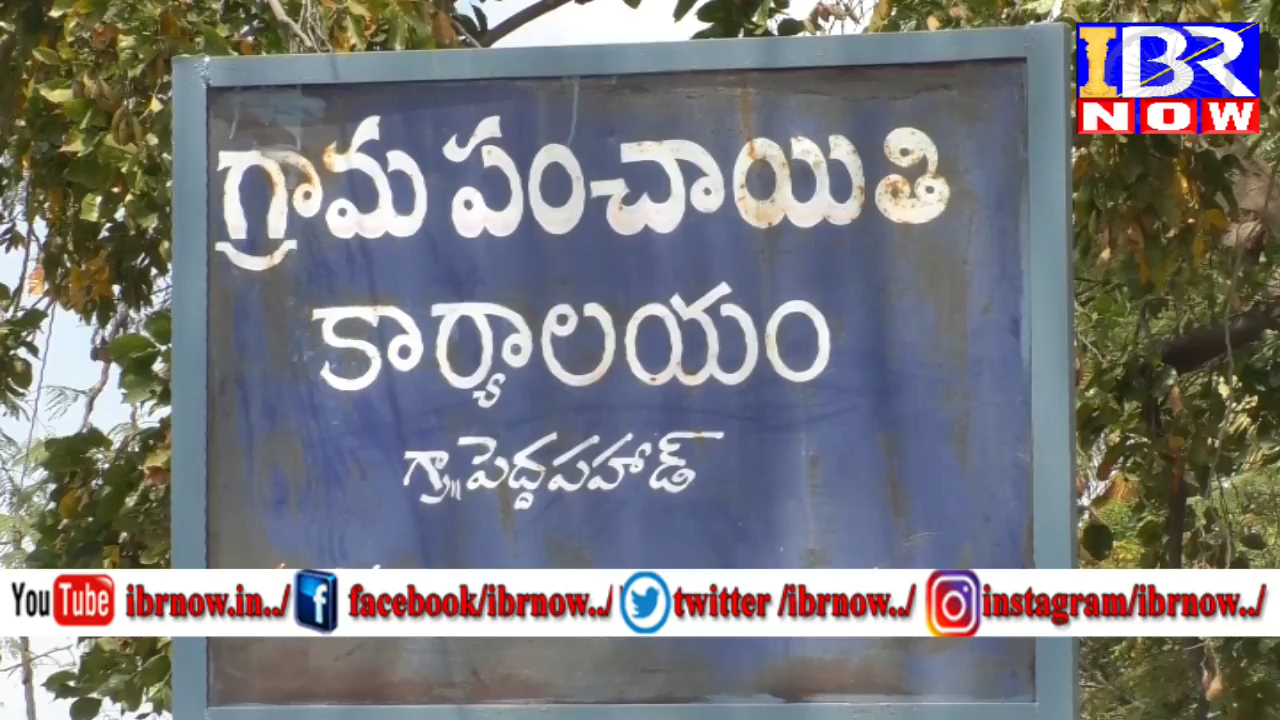 IBR
NOW
గ్రామ పంచాయితి
కార్యాలయం
గ్రా॥ పెద్దపహాడ్
You Tube ibrnow.in../ f facebook/ibrnow../ twitter /ibrnow../ instagram/ibrnow../